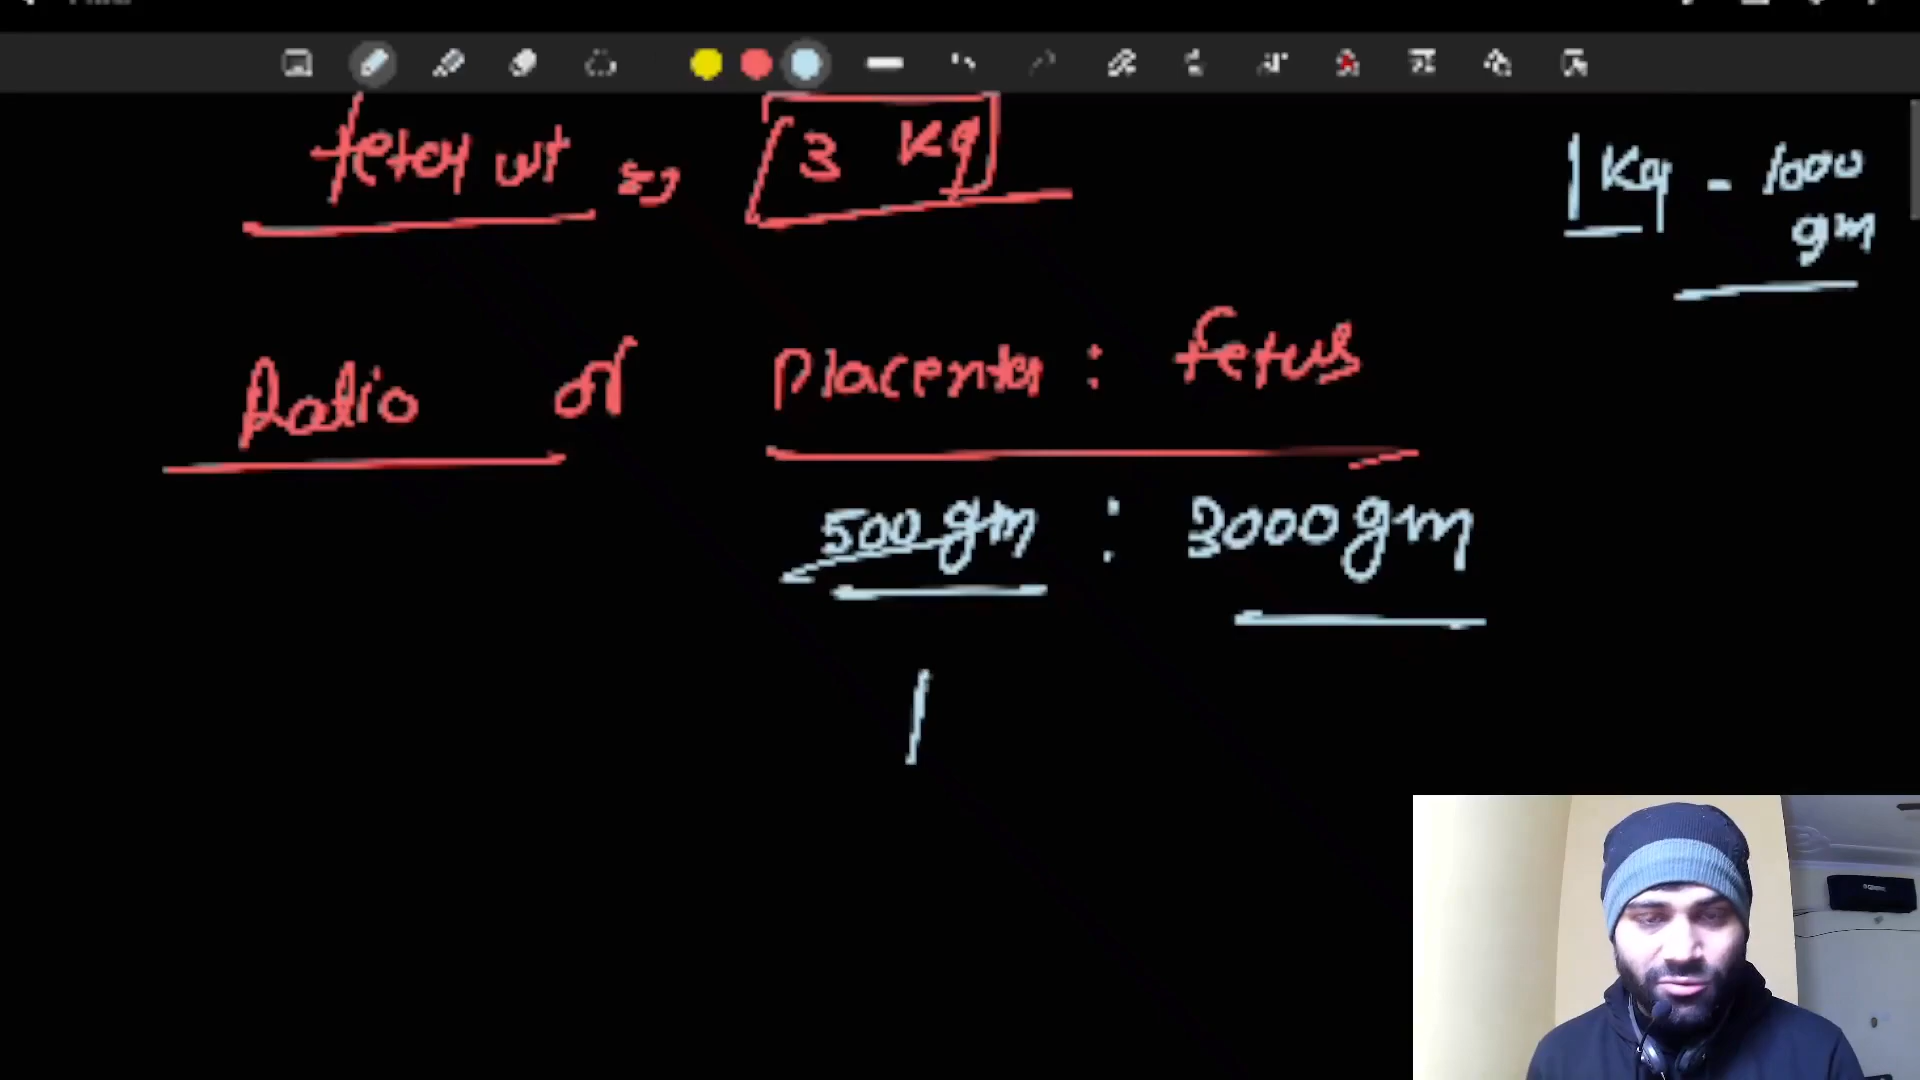 fetal wt => 3 Kg
1 Kg - 1000
gm
Ratio of Placenta : fetus
500 gm : 3000 gm
1